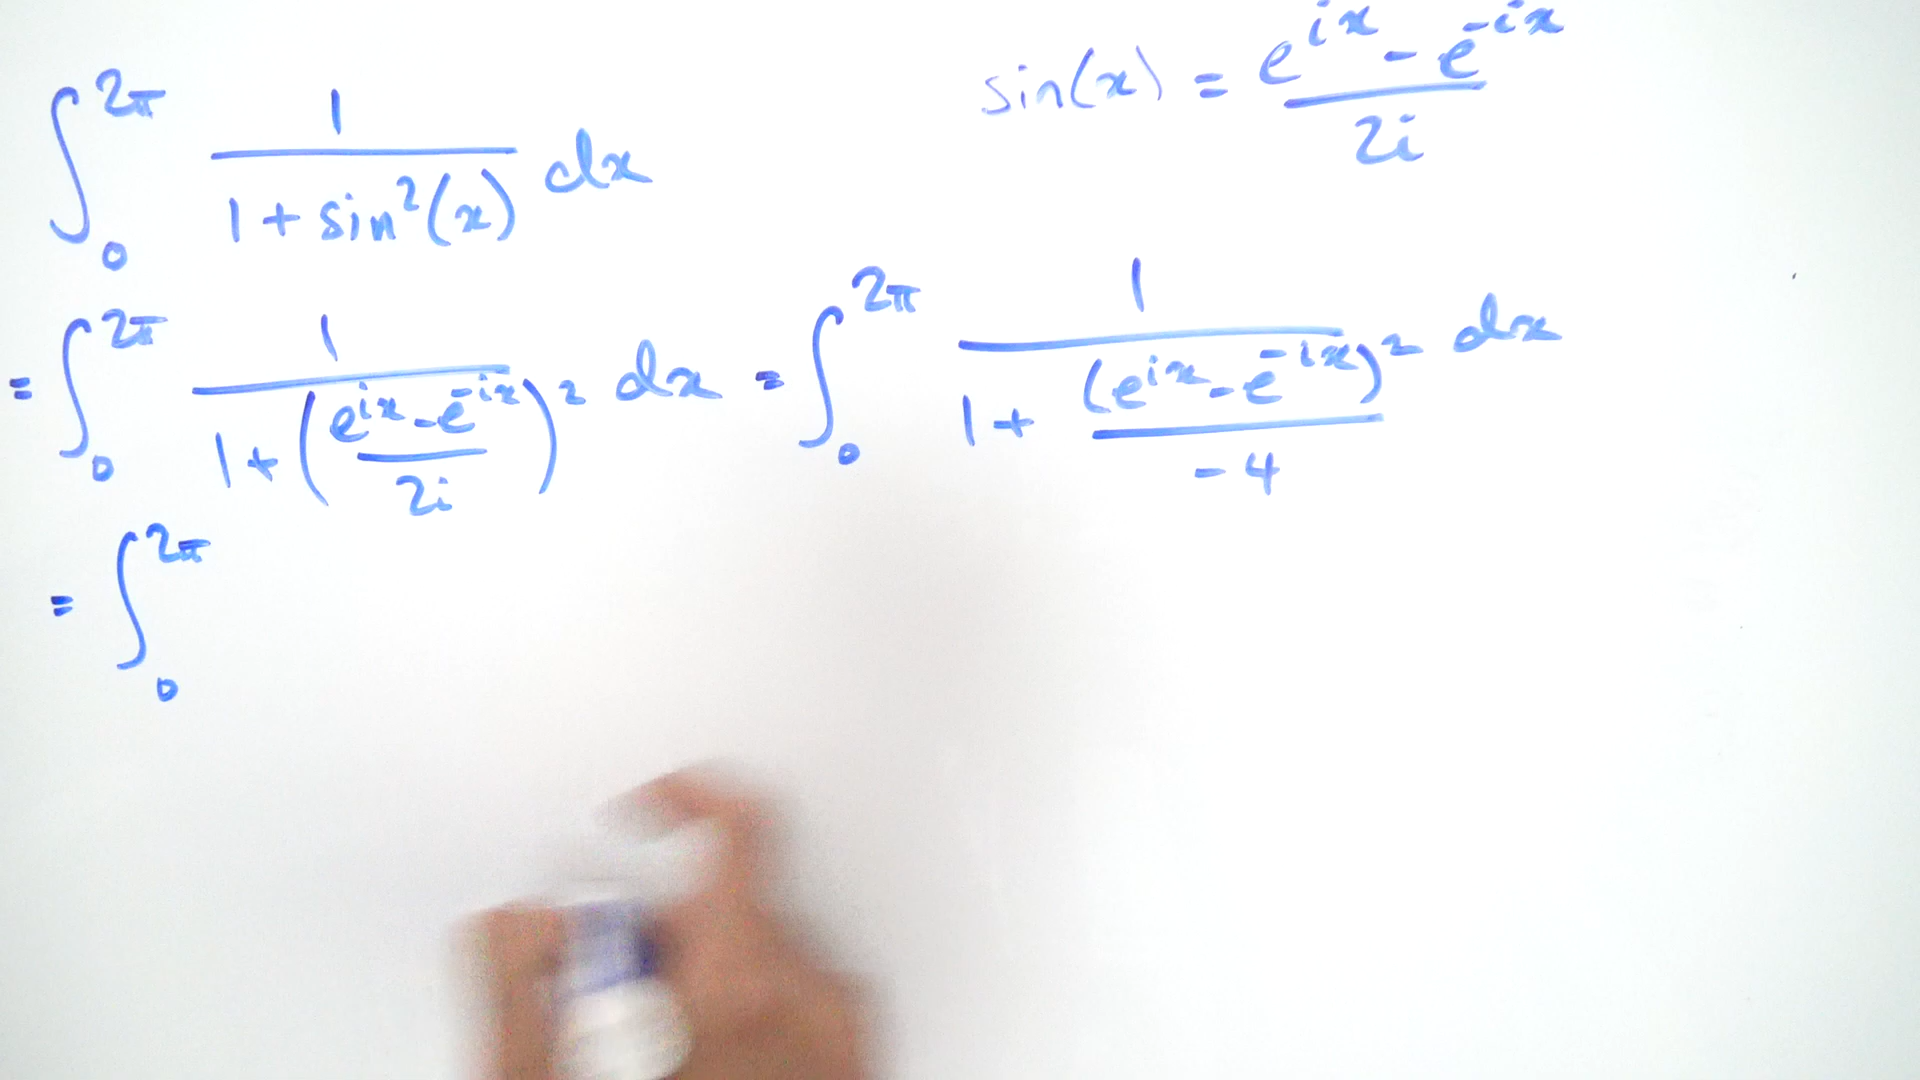 ∫₀^{2π} 1/(1 + sin²(x)) dx
sin(x) = (e^{ix} - e^{-ix})/(2i)
= ∫₀^{2π} 1/(1 + ((e^{ix} - e^{-ix})/(2i))²) dx = ∫₀^{2π} 1/(1 + (e^{ix} - e^{-ix})²/(-4)) dx
= ∫₀^{2π}